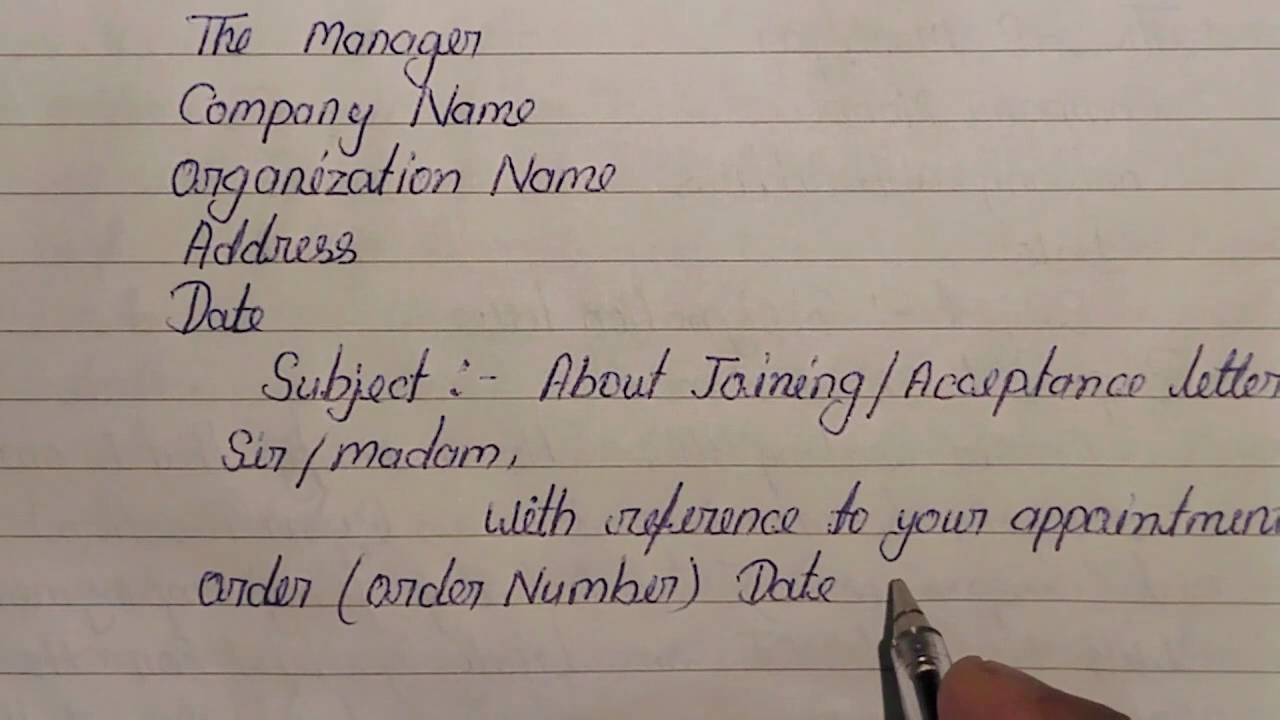 The Manager
Company Name
Organization Name
Address
Date
Subject :- About Joining/Acceptance letter
Sir/madam,
with reference to your appointmen
order (order Number) Date